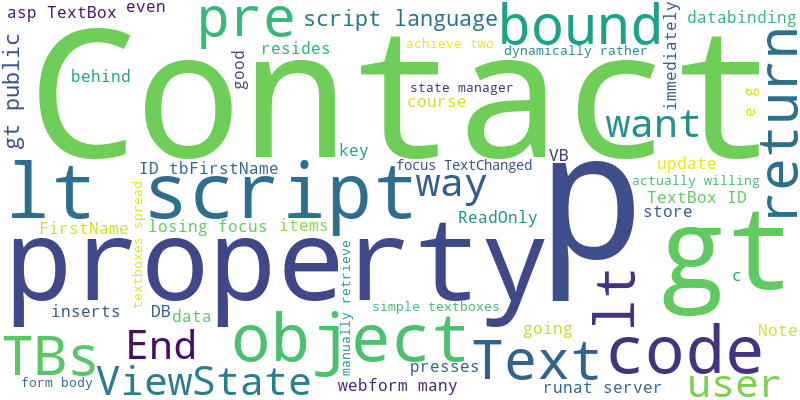 asp TextBox
even
pre
script language
bound
databinding
gt public
behind
resides
good
achieve two
dynamically rather
immediately
Contact
state manager
course
e g
return
want
key
VB
ID tbFirstName
focus TextChanged
update
lt script
way
p
actually willing
TextBox ID
FirstName
losing focus
items
ReadOnly
store
textboxes spread
property
gt
manually retrieve
lt
c
inserts
DB
data
simple textboxes
going
Note
TBs
End
object
Text
code
presses
form body
ViewState
webform many
runat server
user